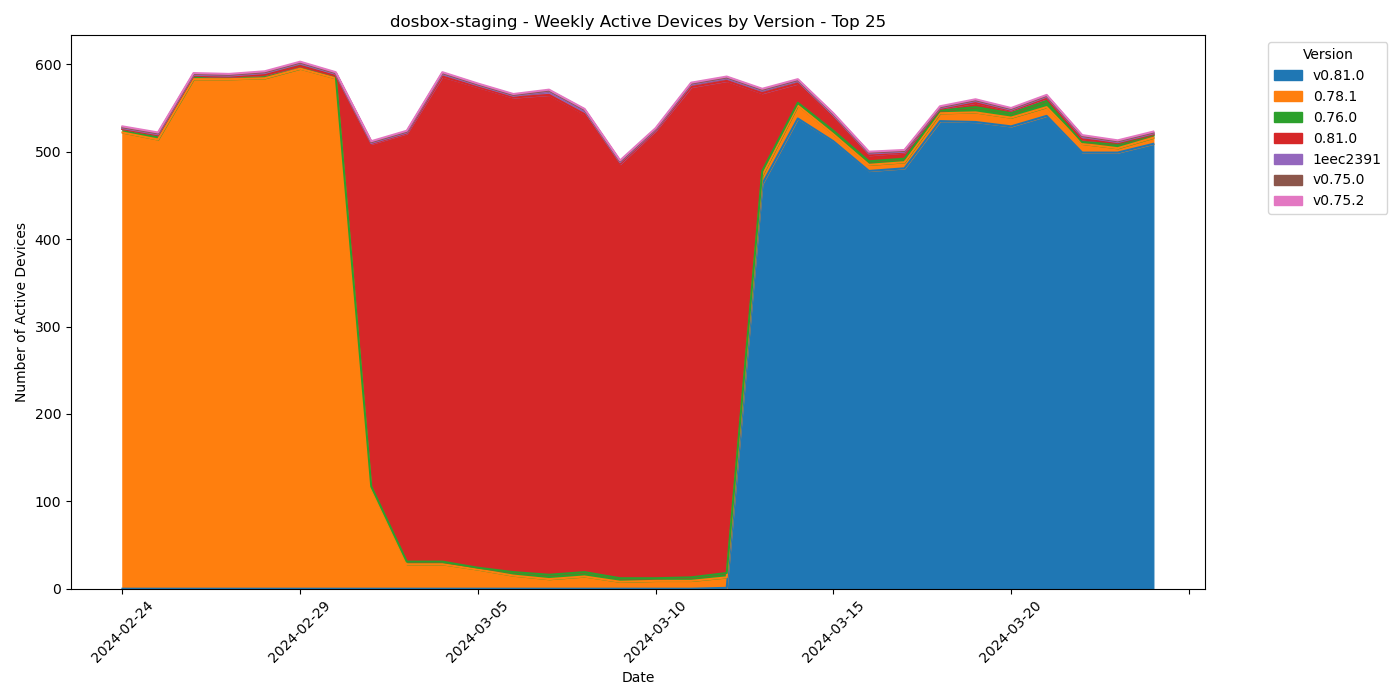 dosbox-staging - Weekly Active Devices by Version - Top 25
Number of Active Devices
600
500
400
300
200
100
0
2024-02-24
2024-02-29
2024-03-05
2024-03-10
2024-03-15
2024-03-20
Date
Version
v0.81.0
0.78.1
0.76.0
0.81.0
1eec2391
v0.75.0
v0.75.2